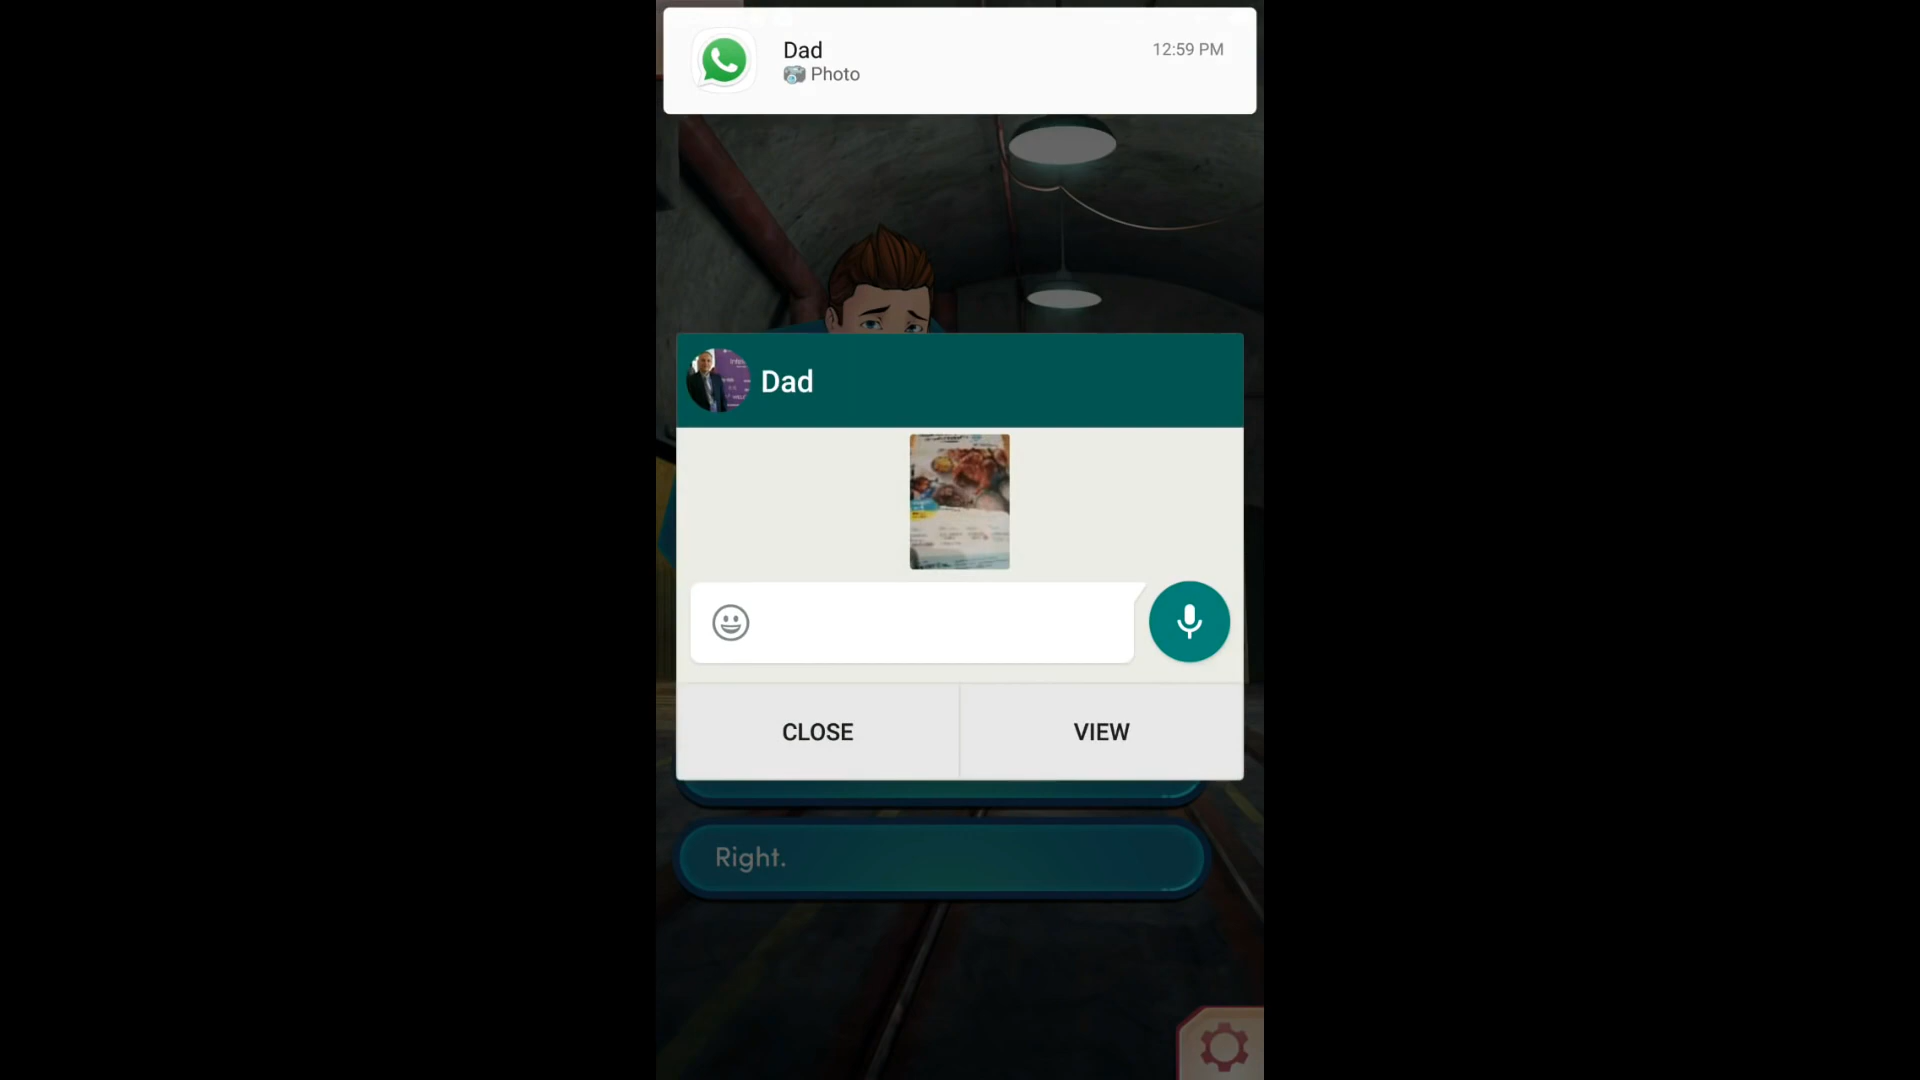 Dad
12:59 PM
Photo
Dad
CLOSE
VIEW
Right.